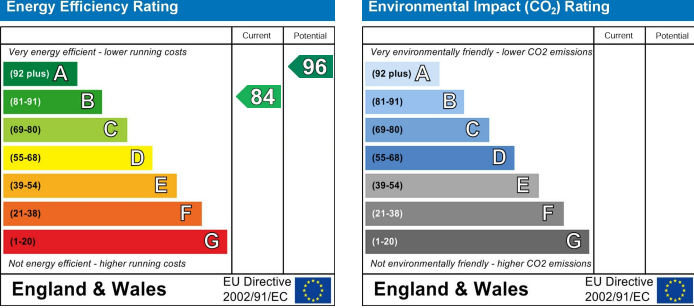 Energy Efficiency Rating
Current Potential
Very energy efficient - lower running costs
(92 plus) A
(81-91) B
(69-80) C
(55-68) D
(39-54) E
(21-38) F
(1-20) G
84
96
Not energy efficient - higher running costs
England & Wales
EU Directive
2002/91/EC
Environmental Impact (CO₂) Rating
Current Potential
Very environmentally friendly - lower CO2 emissions
(92 plus) A
(81-91) B
(69-80) C
(55-68) D
(39-54) E
(21-38) F
(1-20) G
Not environmentally friendly - higher CO2 emissions
England & Wales
EU Directive
2002/91/EC